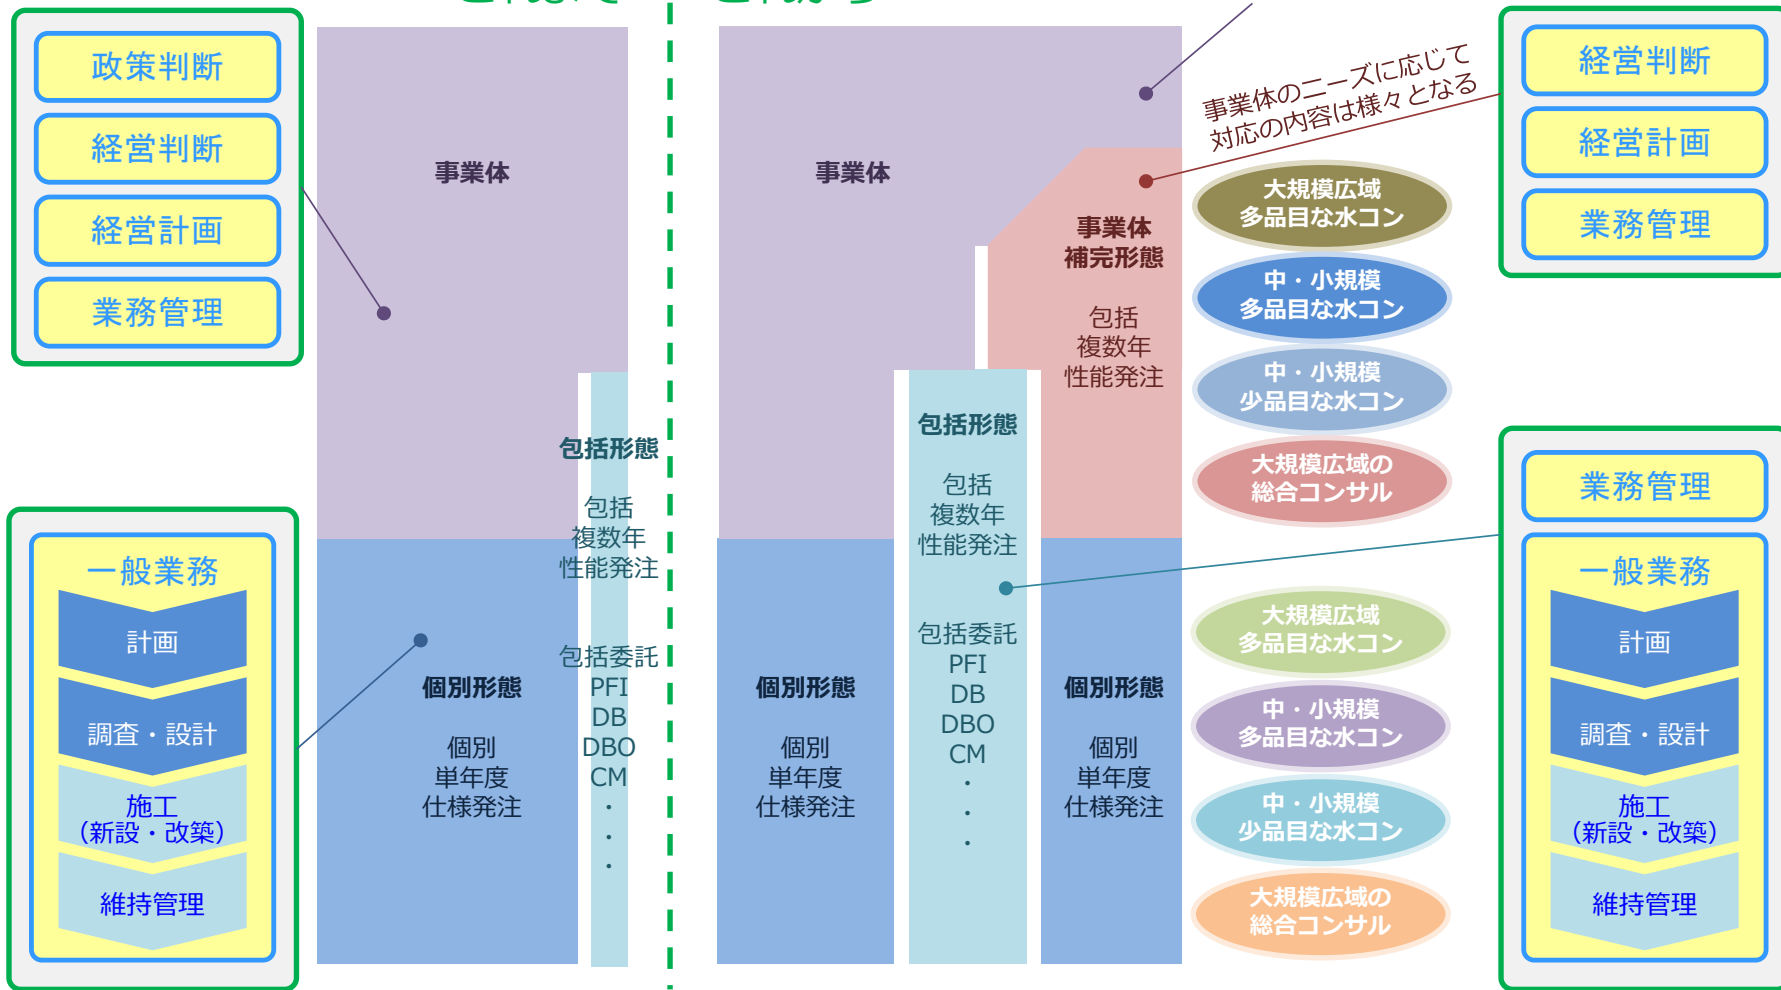 政策判断
経営判断
経営計画
業務管理
一般業務
計画
調査・設計
施工
（新設・改築）
維持管理
事業体
包括形態
包括
複数年
性能発注
包括委託
PFI
DB
DBO
CM
・
・
・
個別形態
個別
単年度
仕様発注
事業体
事業体のニーズに応じて
対応の内容は様々となる
事業体
補完形態
包括
複数年
性能発注
包括形態
包括
複数年
性能発注
包括委託
PFI
DB
DBO
CM
・
・
・
個別形態
個別
単年度
仕様発注
個別形態
個別
単年度
仕様発注
大規模広域
多品目な水コン
中・小規模
多品目な水コン
中・小規模
少品目な水コン
大規模広域の
総合コンサル
大規模広域
多品目な水コン
中・小規模
多品目な水コン
中・小規模
少品目な水コン
大規模広域の
総合コンサル
経営判断
経営計画
業務管理
業務管理
一般業務
計画
調査・設計
施工
（新設・改築）
維持管理